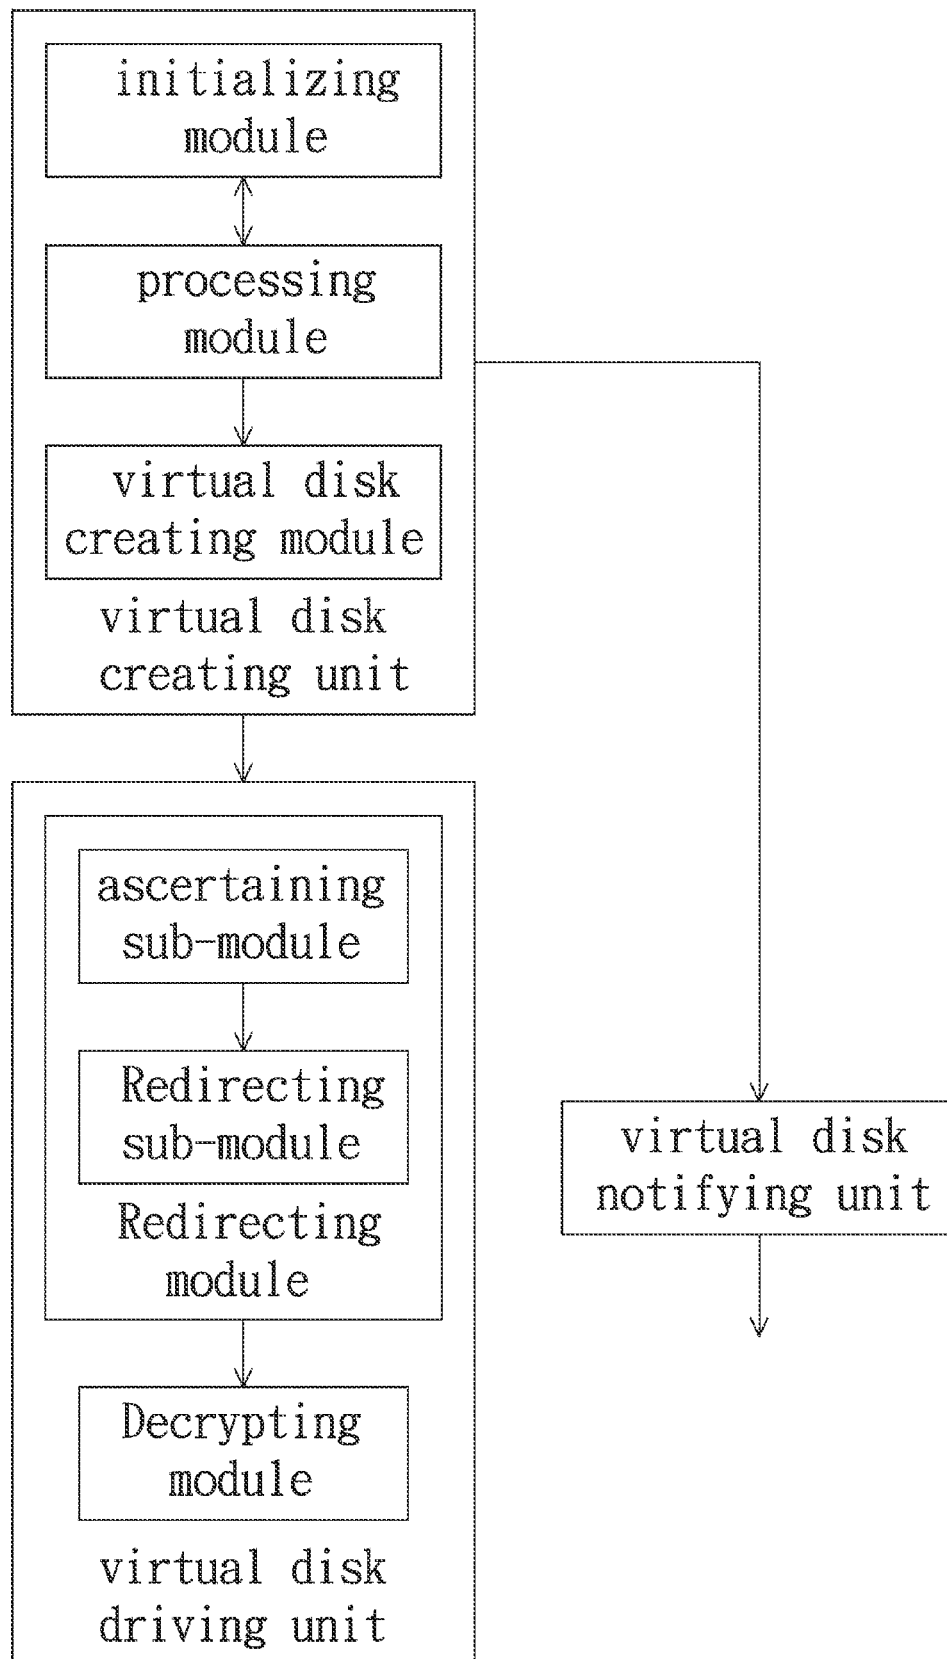 initializing
module
processing
module
virtual disk
creating module
virtual disk
creating unit
ascertaining
sub-module
Redirecting
sub-module
Redirecting
module
Decrypting
module
virtual disk
driving unit
virtual disk
notifying unit